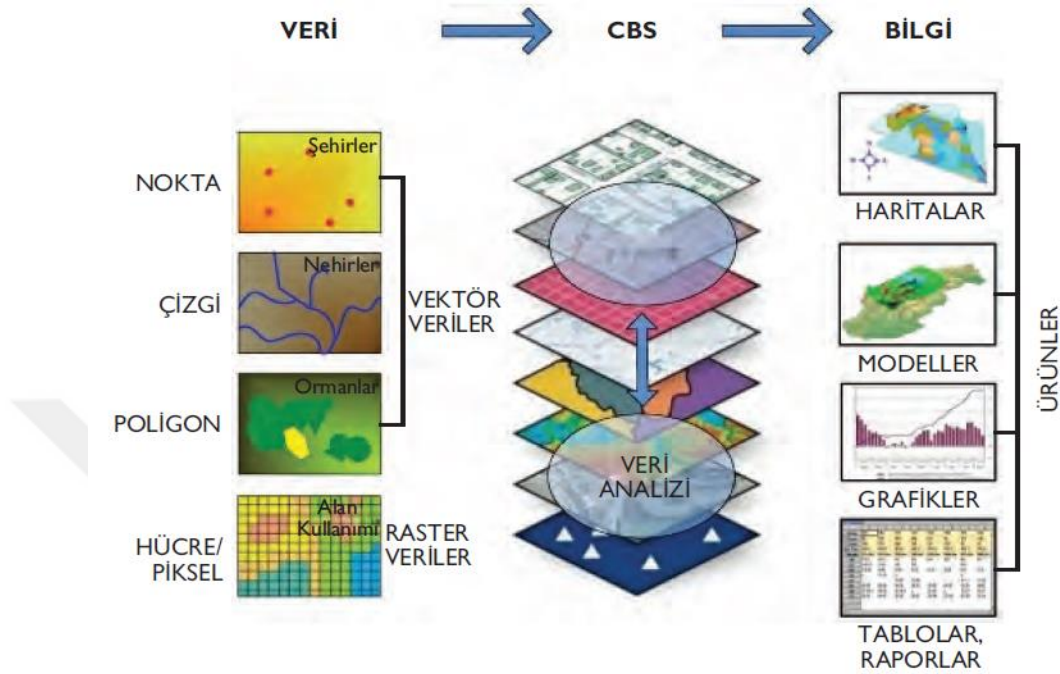 VERİ
CBS
BİLGİ
NOKTA
Sehirler
ÇİZGİ
Nehirler
POLİGON
Ormanlar
VEKTÖR
VERİLER
HÜCRE/
PİKSEL
Alan
Kullanımı
RASTER
VERİLER
VERİ
ANALİZİ
HARİTALAR
MODELLER
GRAFİKLER
TABLOLAR,
RAPORLAR
ÜRÜNLER